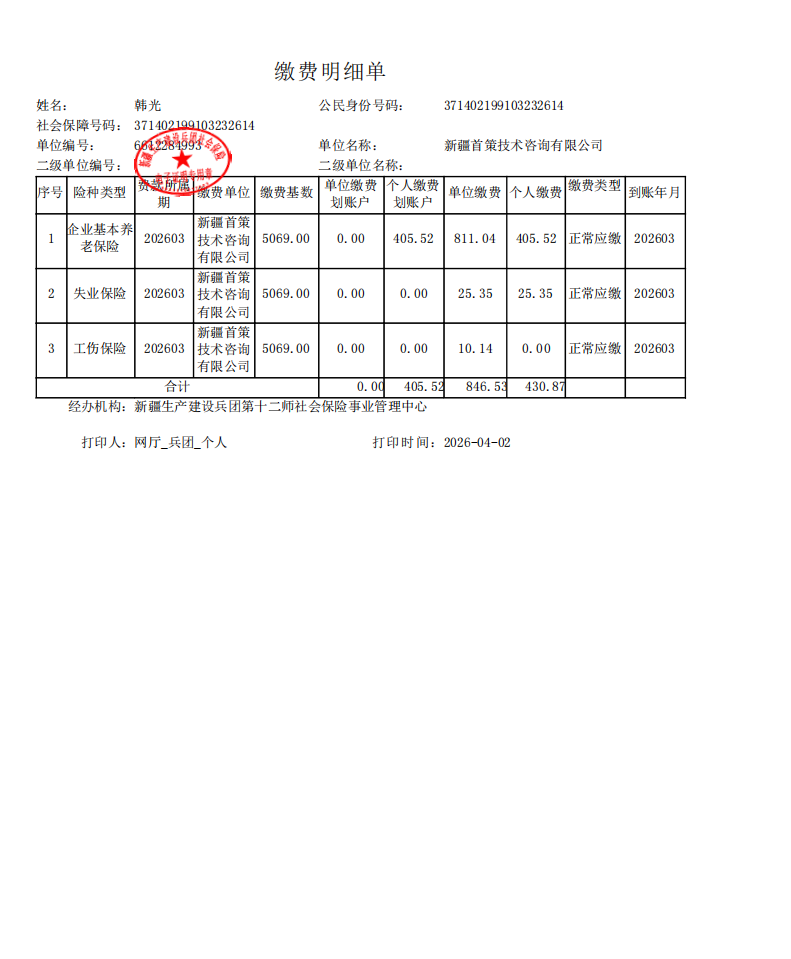 缴费明细单
姓名： 韩光 公民身份号码： 371402199103232614
社会保障号码： 371402199103232614
单位编号： 6612284993 单位名称： 新疆首策技术咨询有限公司
二级单位编号： 二级单位名称：
序号 险种类型 费款所属期 缴费单位 缴费基数 单位缴费划账户 个人缴费划账户 单位缴费 个人缴费 缴费类型 到账年月
1 企业基本养老保险 202603 新疆首策技术咨询有限公司 5069.00 0.00 405.52 811.04 405.52 正常应缴 202603
2 失业保险 202603 新疆首策技术咨询有限公司 5069.00 0.00 0.00 25.35 25.35 正常应缴 202603
3 工伤保险 202603 新疆首策技术咨询有限公司 5069.00 0.00 0.00 10.14 0.00 正常应缴 202603
合计 0.00 405.52 846.53 430.87
经办机构：新疆生产建设兵团第十二师社会保险事业管理中心
打印人：网厅_兵团_个人 打印时间：2026-04-02